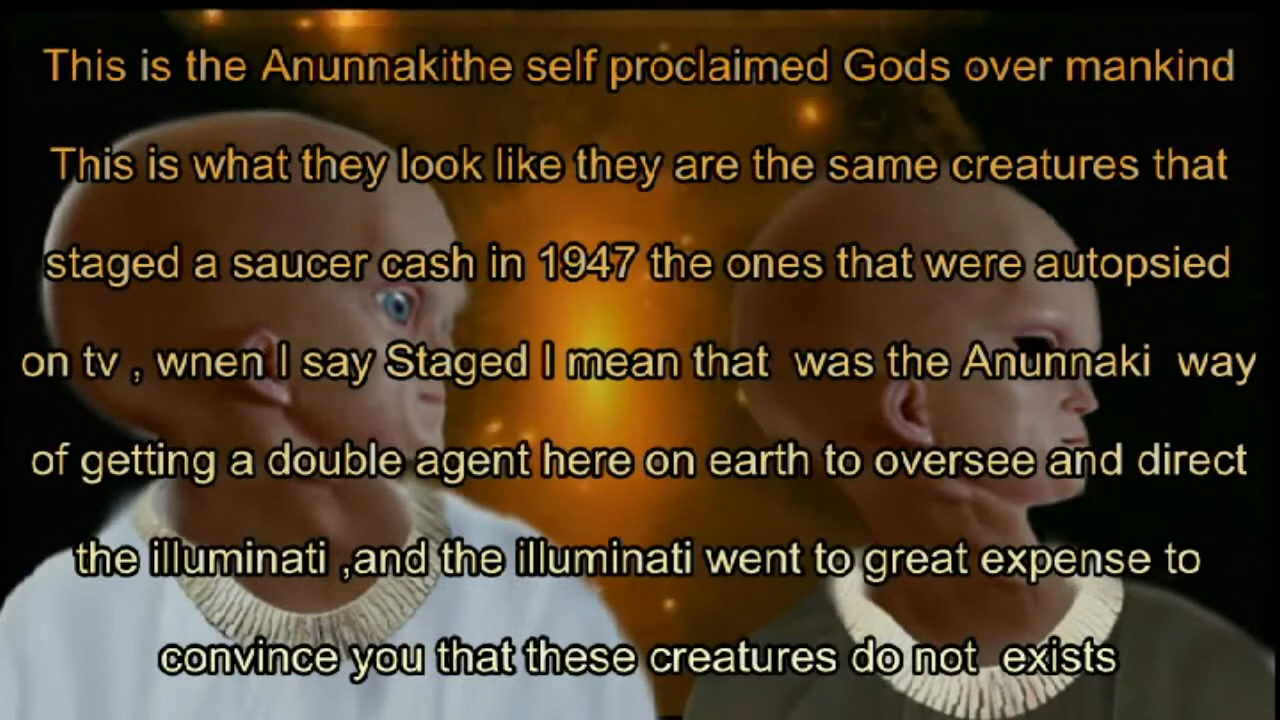 This is the Anunnakithe self proclaimed Gods over mankind
This is what they look like they are the same creatures that
staged a saucer cash in 1947 the ones that were autopsied
on tv , wnen I say Staged I mean that  was the Anunnaki  way
of getting a double agent here on earth to oversee and direct
the illuminati ,and the illuminati went to great expense to
convince you that these creatures do not  exists